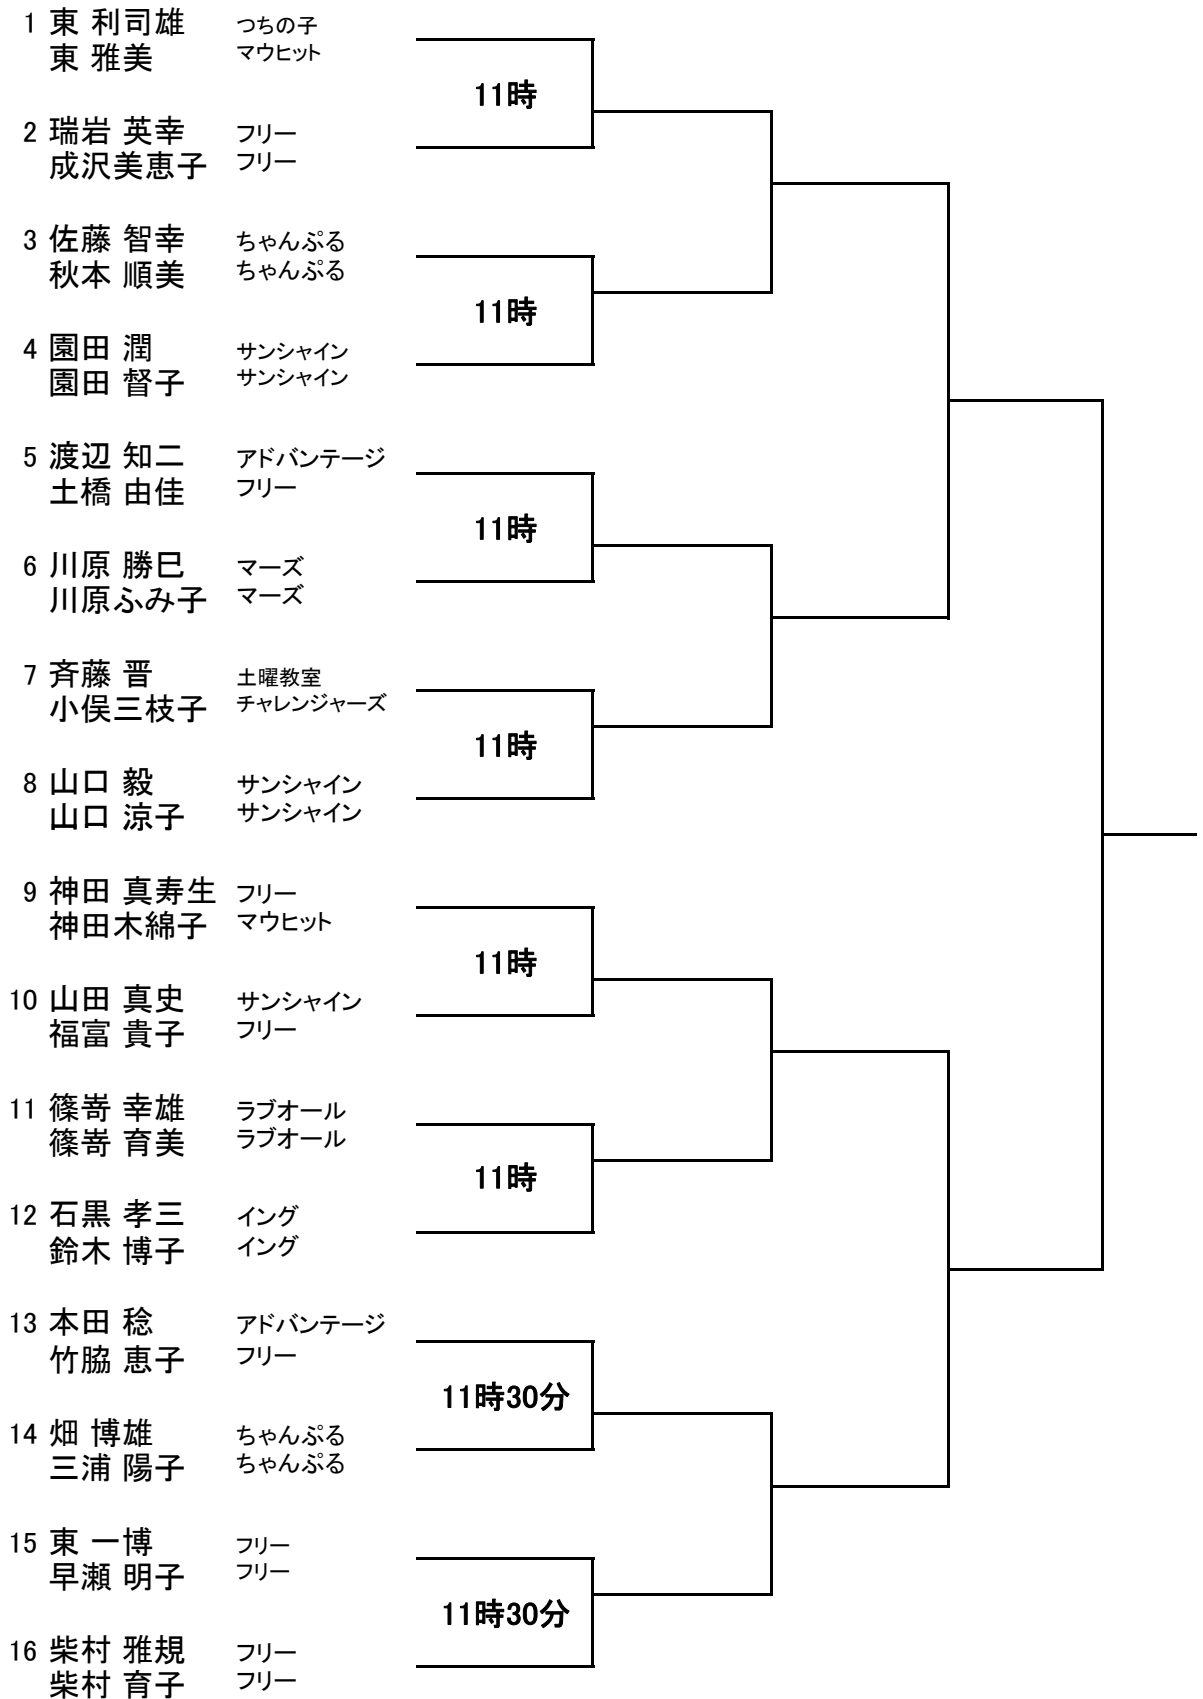 1 東 利司雄 つちの子
東 雅美 マウヒット
11時
2 瑞岩 英幸 フリー
成沢美恵子 フリー
3 佐藤 智幸 ちゃんぷる
秋本 順美 ちゃんぷる
11時
4 園田 潤 サンシャイン
園田 督子 サンシャイン
5 渡辺 知二 アドバンテージ
土橋 由佳 フリー
11時
6 川原 勝巳 マーズ
川原ふみ子 マーズ
7 斉藤 晋 土曜教室
小俣三枝子 チャレンジャーズ
11時
8 山口 毅 サンシャイン
山口 涼子 サンシャイン
9 神田 真寿生 フリー
神田木綿子 マウヒット
11時
10 山田 真史 サンシャイン
福富 貴子 フリー
11 篠嵜 幸雄 ラブオール
篠嵜 育美 ラブオール
11時
12 石黒 孝三 イング
鈴木 博子 イング
13 本田 稔 アドバンテージ
竹脇 恵子 フリー
11時30分
14 畑 博雄 ちゃんぷる
三浦 陽子 ちゃんぷる
15 東 一博 フリー
早瀬 明子 フリー
11時30分
16 柴村 雅規 フリー
柴村 育子 フリー